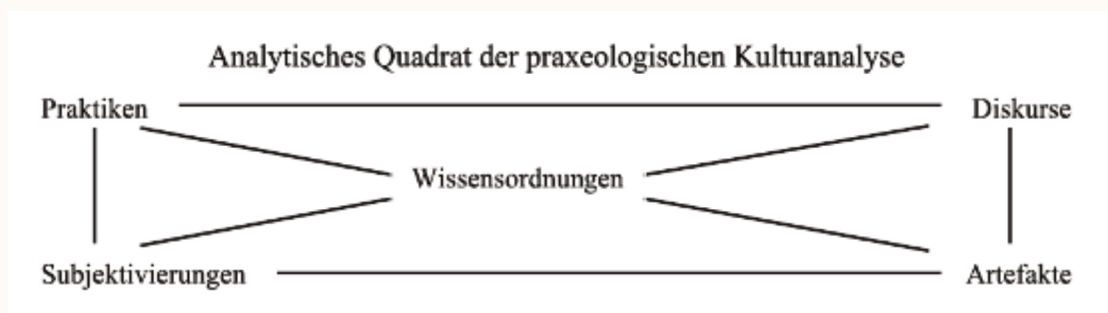 Analytisches Quadrat der praxeologischen Kulturanalyse
Praktiken
Diskurse
Wissensordnungen
Subjektivierungen
Artefakte